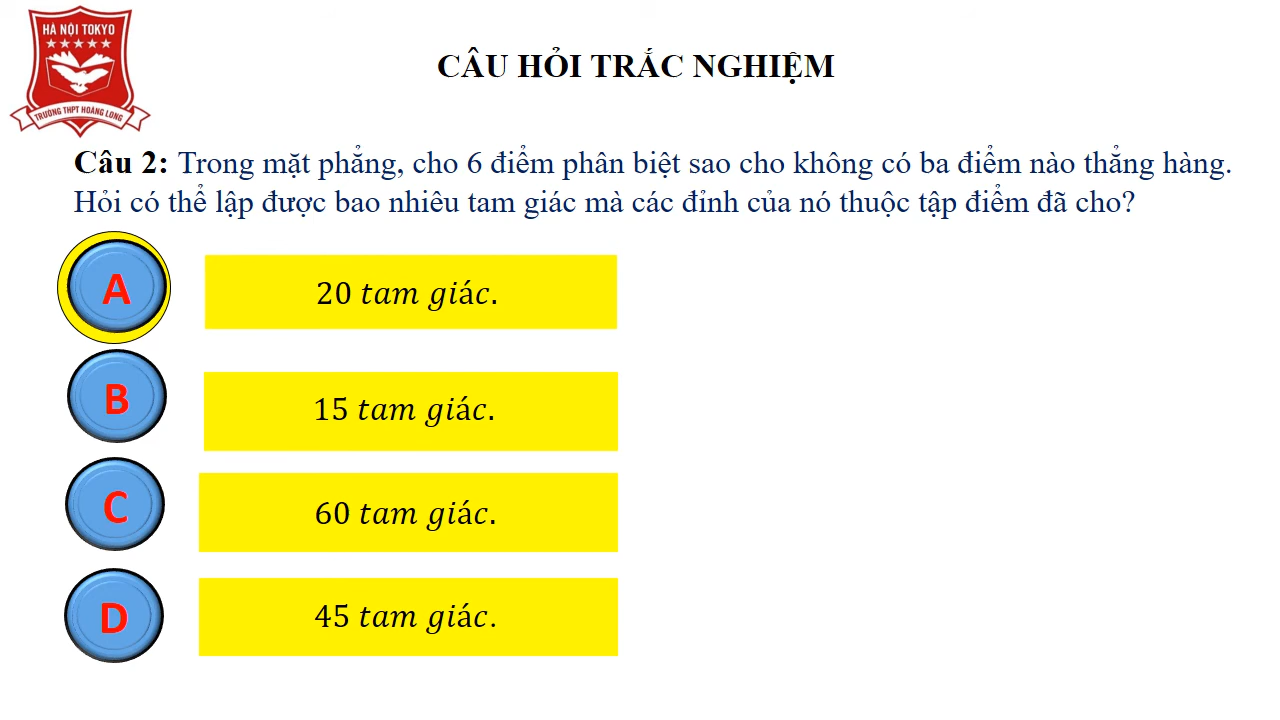 HÀ NỘI TOKYO
TRƯỜNG THPT HOÀNG LONG
CÂU HỎI TRẮC NGHIỆM
Câu 2: Trong mặt phẳng, cho 6 điểm phân biệt sao cho không có ba điểm nào thẳng hàng.
Hỏi có thể lập được bao nhiêu tam giác mà các đỉnh của nó thuộc tập điểm đã cho?
A 20 tam giác.
B 15 tam giác.
C 60 tam giác.
D 45 tam giác.